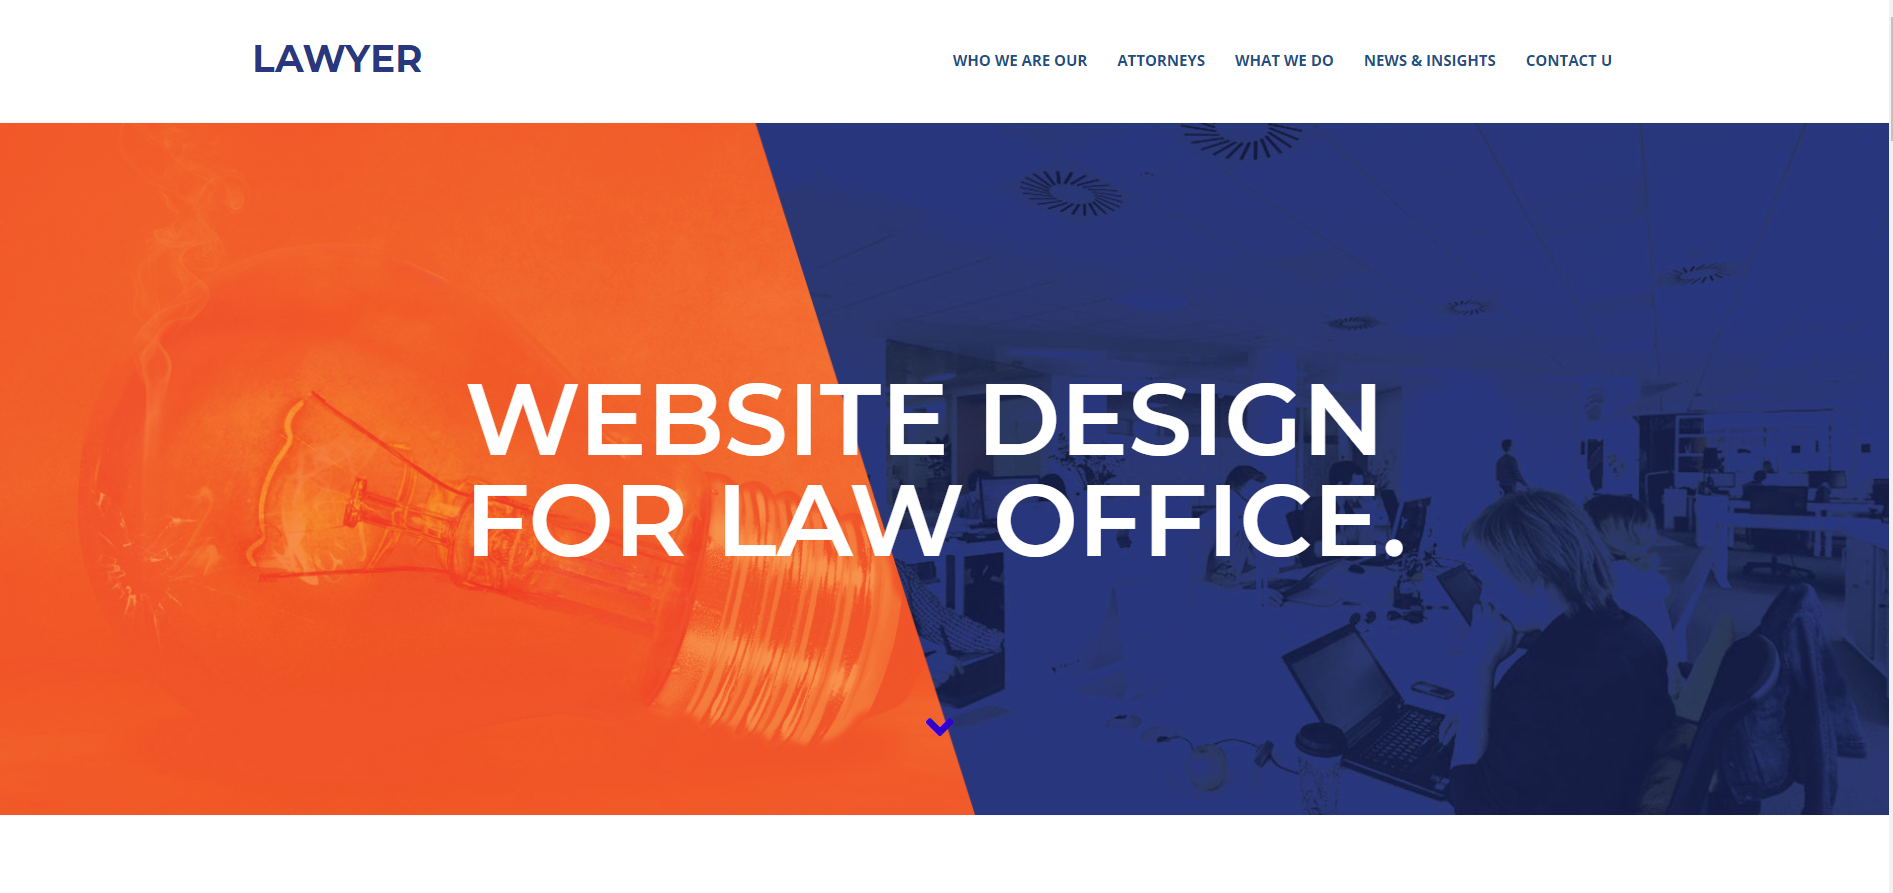 LAWYER
WHO WE ARE OUR ATTORNEYS WHAT WE DO NEWS & INSIGHTS CONTACT U
WEBSITE DESIGN
FOR LAW OFFICE.